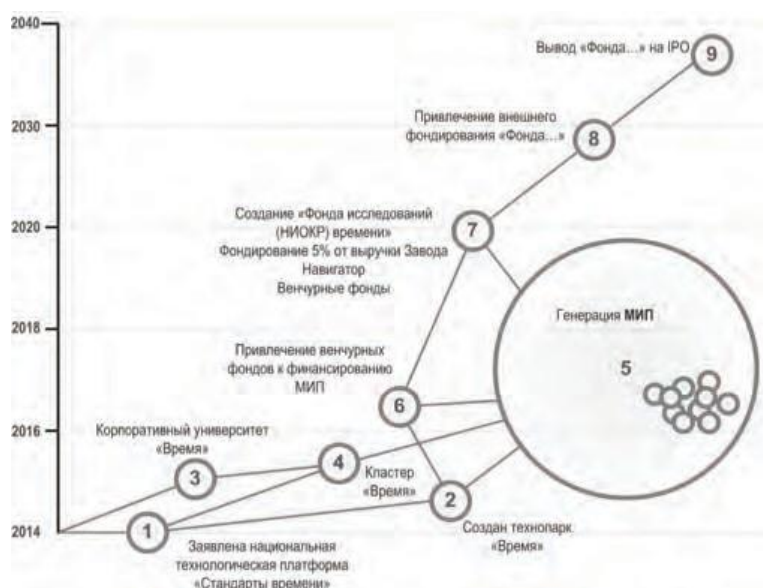 2040
Вывод «Фонда...» на IPO
9
Привлечение внешнего
фондирования «Фонда...»
8
2030
Создание «Фонда исследований
(НИОКР) времени»
Фондирование 5% от выручки Завода
Навигатор
Венчурные фонды
7
2020
Генерация МИП
5
2018
Привлечение венчурных
фондов к финансированию
МИП
6
2016
Корпоративный университет
«Время»
3
4
Кластер
«Время»
2
Создан технопарк
«Время»
2014
1
Заявлена национальная
технологическая платформа
«Стандарты времени»